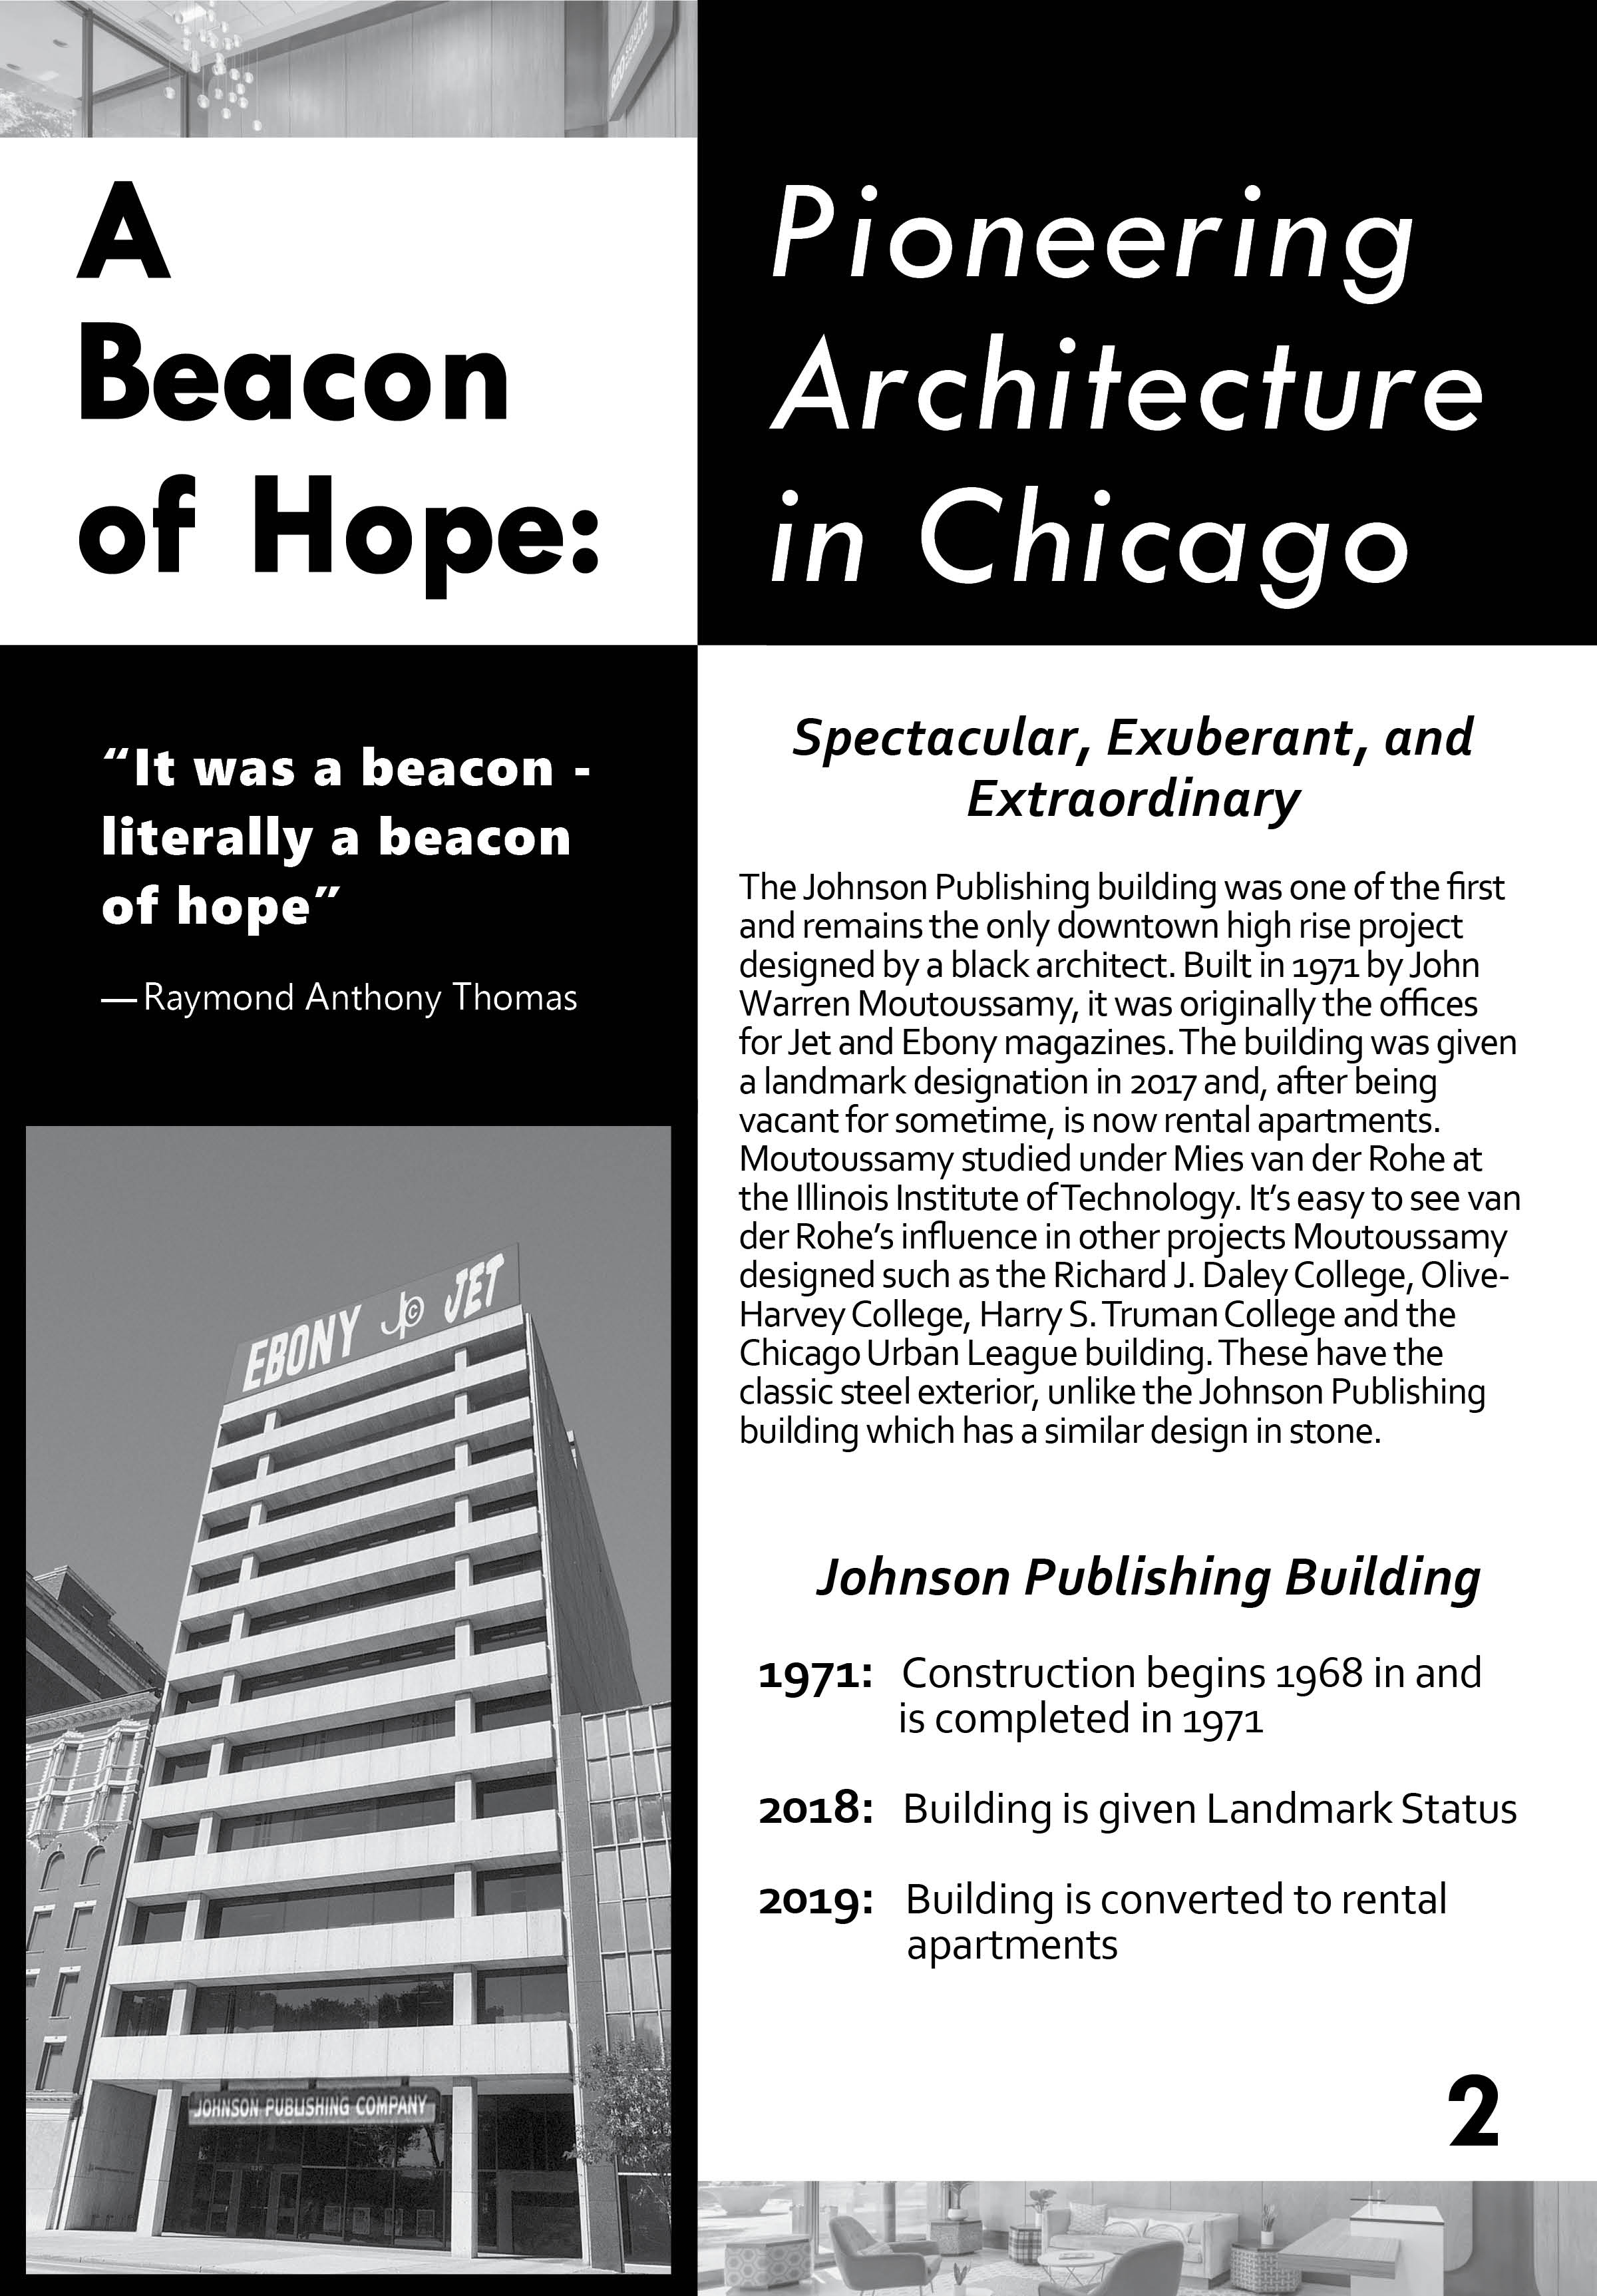 A
Beacon
of Hope:
Pioneering
Architecture
in Chicago
“It was a beacon -
literally a beacon
of hope”
— Raymond Anthony Thomas
EBONY JPC JET
JOHNSON PUBLISHING COMPANY
Spectacular, Exuberant, and
Extraordinary
The Johnson Publishing building was one of the first
and remains the only downtown high rise project
designed by a black architect. Built in 1971 by John
Warren Moutoussamy, it was originally the offices
for Jet and Ebony magazines. The building was given
a landmark designation in 2017 and, after being
vacant for sometime, is now rental apartments.
Moutoussamy studied under Mies van der Rohe at
the Illinois Institute of Technology. It’s easy to see van
der Rohe’s influence in other projects Moutoussamy
designed such as the Richard J. Daley College, Olive-
Harvey College, Harry S. Truman College and the
Chicago Urban League building. These have the
classic steel exterior, unlike the Johnson Publishing
building which has a similar design in stone.
Johnson Publishing Building
1971: Construction begins 1968 in and
is completed in 1971
2018: Building is given Landmark Status
2019: Building is converted to rental
apartments
2